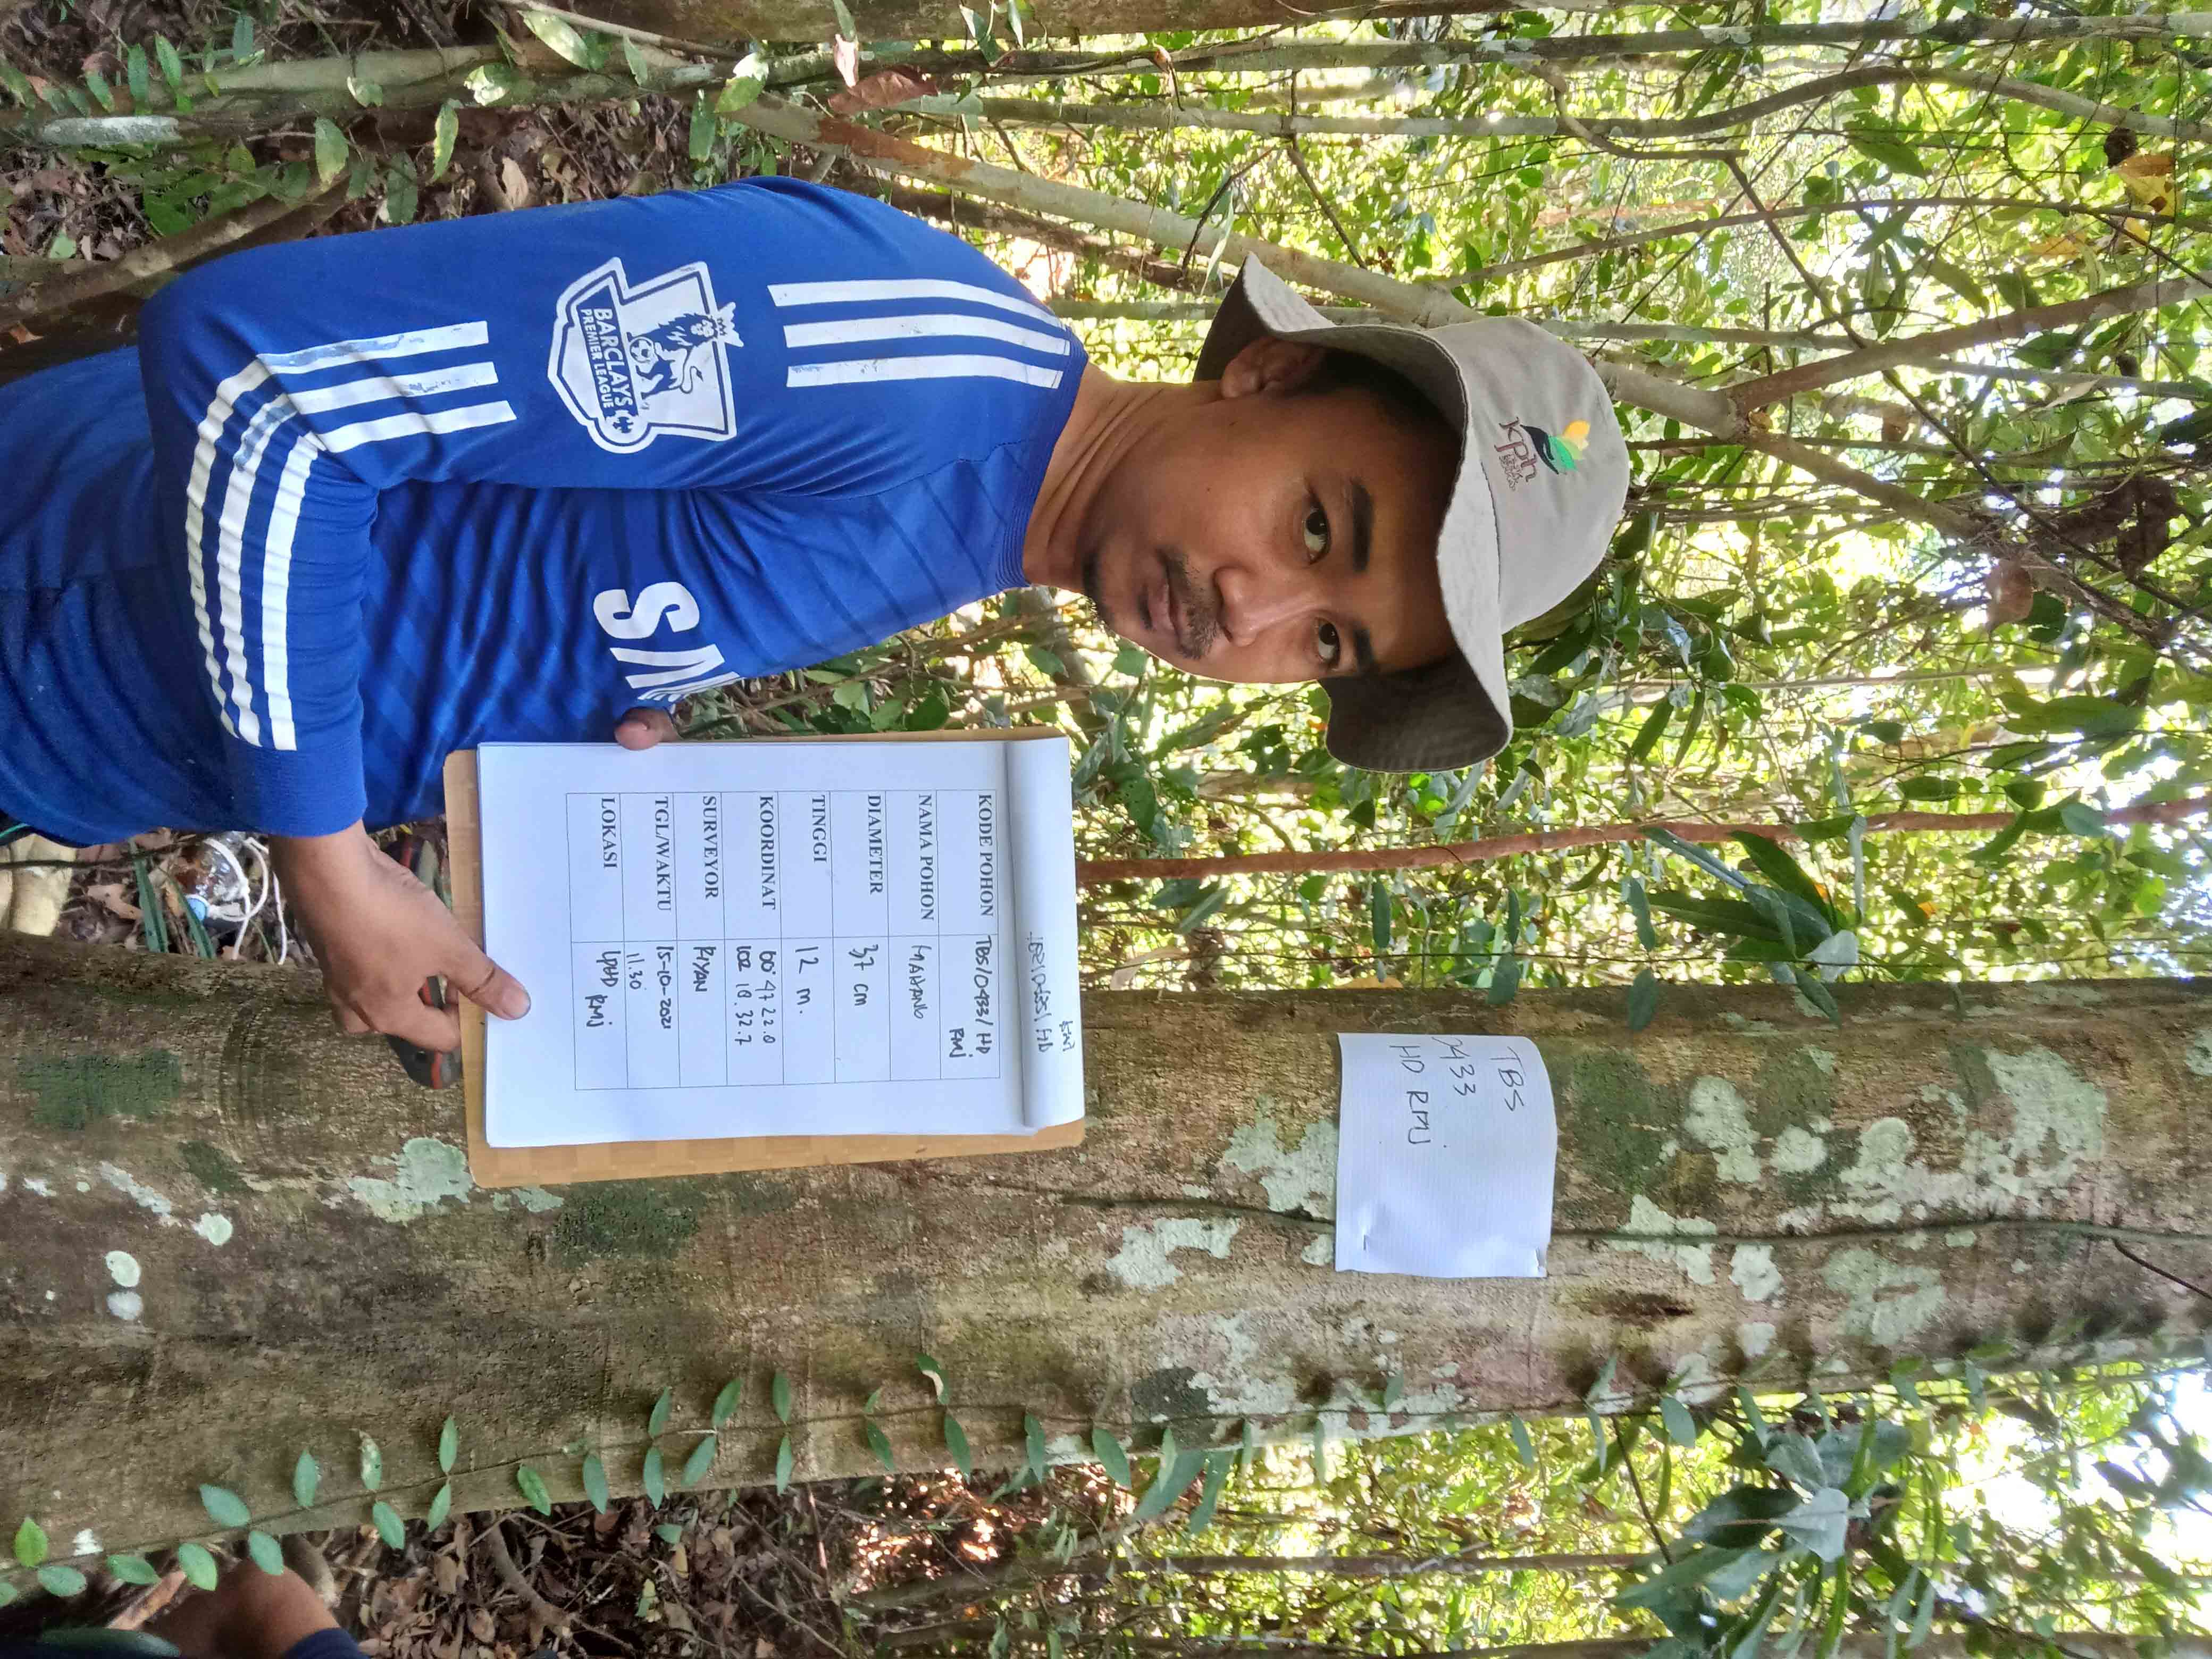 kph
TBS
0433
HD RMJ
KODE POHON TBS/0433/ HD
RMJ
NAMA POHON MAHANG
DIAMETER 37 cm
TINGGI 12 m.
KOORDINAT 00° 47 22.0
102 18.32.7
SURVEYOR RIYAN
TGL/WAKTU 15-10-2021
11.30
LOKASI LPHD
RMJ
SA
BARCLAYS
PREMIER LEAGUE